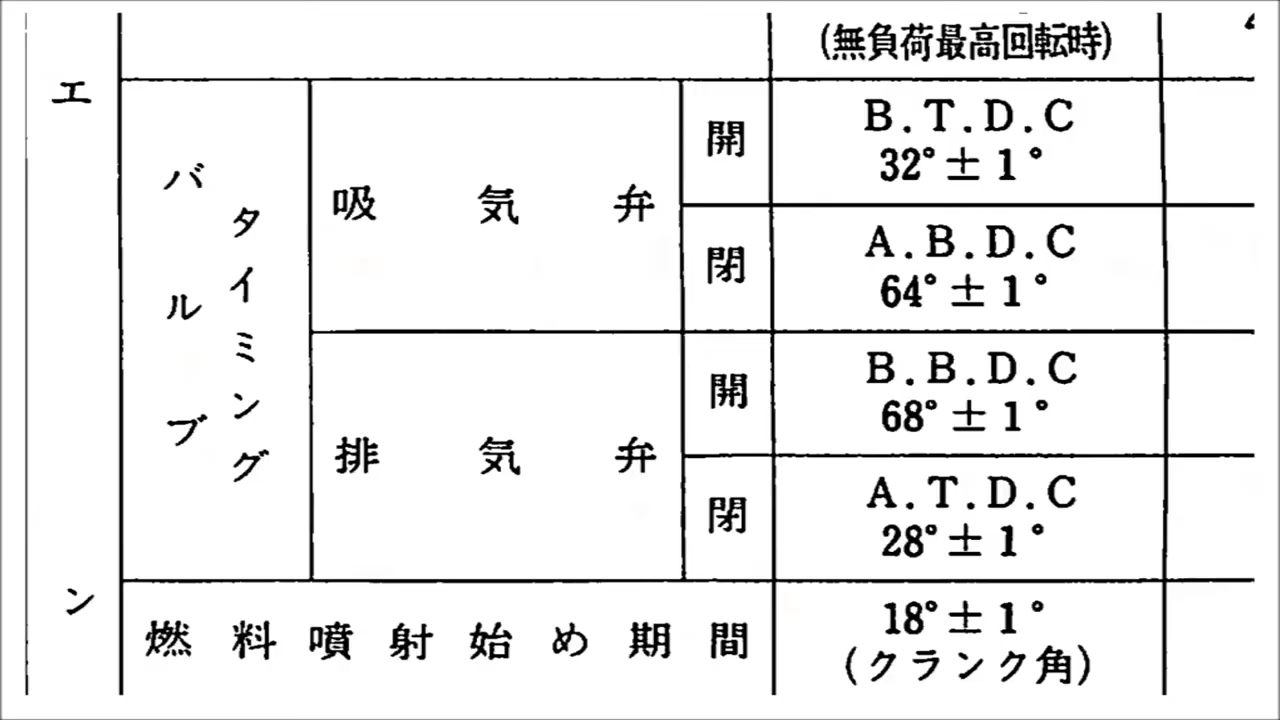 (無負荷最高回転時)
エ
ン
バルブ
タイミング
吸気弁
開
B.T.D.C
32°±1°
閉
A.B.D.C
64°±1°
排気弁
開
B.B.D.C
68°±1°
閉
A.T.D.C
28°±1°
燃料噴射始め期間
18°±1°
(クランク角)